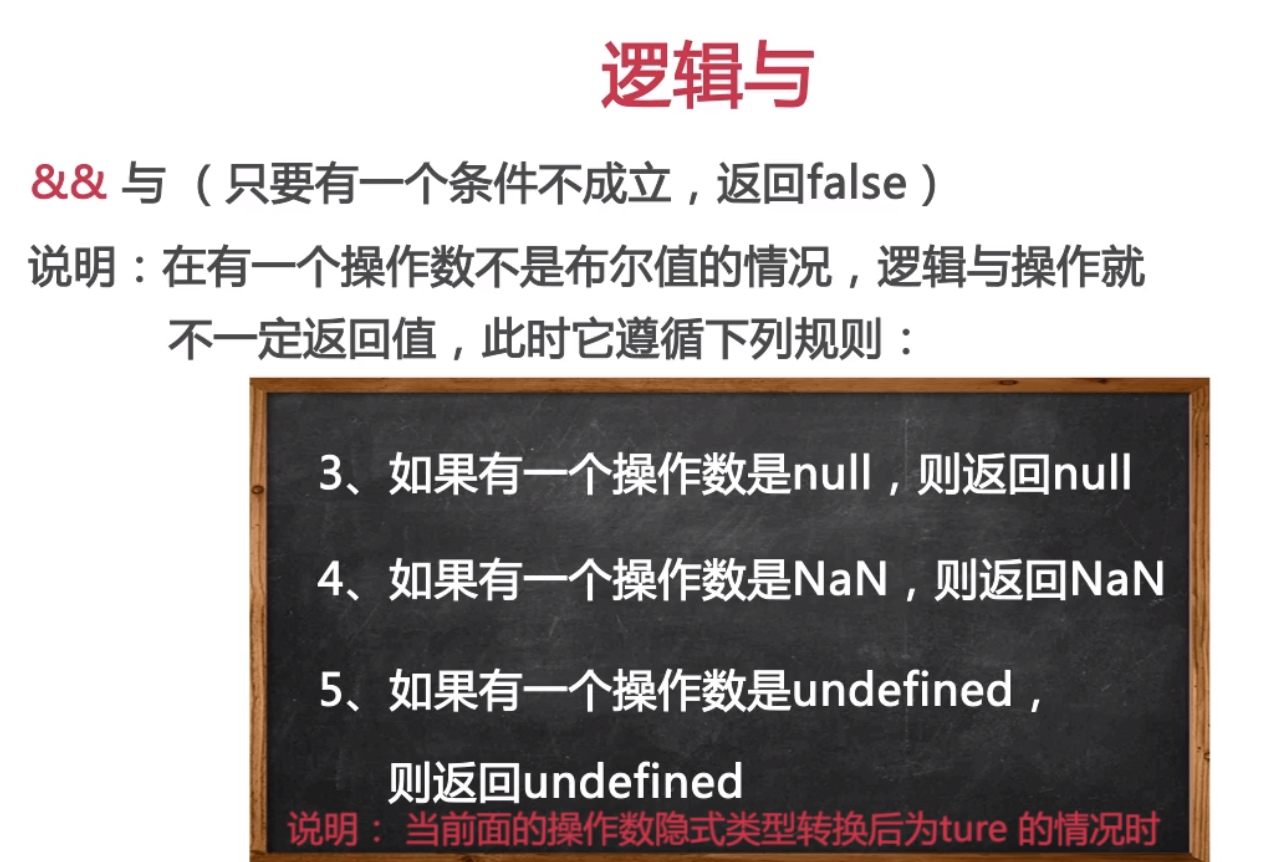 逻辑与
&& 与 （ 只要有一个条件不成立，返回false ）
说明：在有一个操作数不是布尔值的情况，逻辑与操作就
不一定返回值，此时它遵循下列规则：
3、如果有一个操作数是null，则返回null
4、如果有一个操作数是NaN，则返回NaN
5、如果有一个操作数是undefined，
则返回undefined
说明： 当前面的操作数隐式类型转换后为ture 的情况时